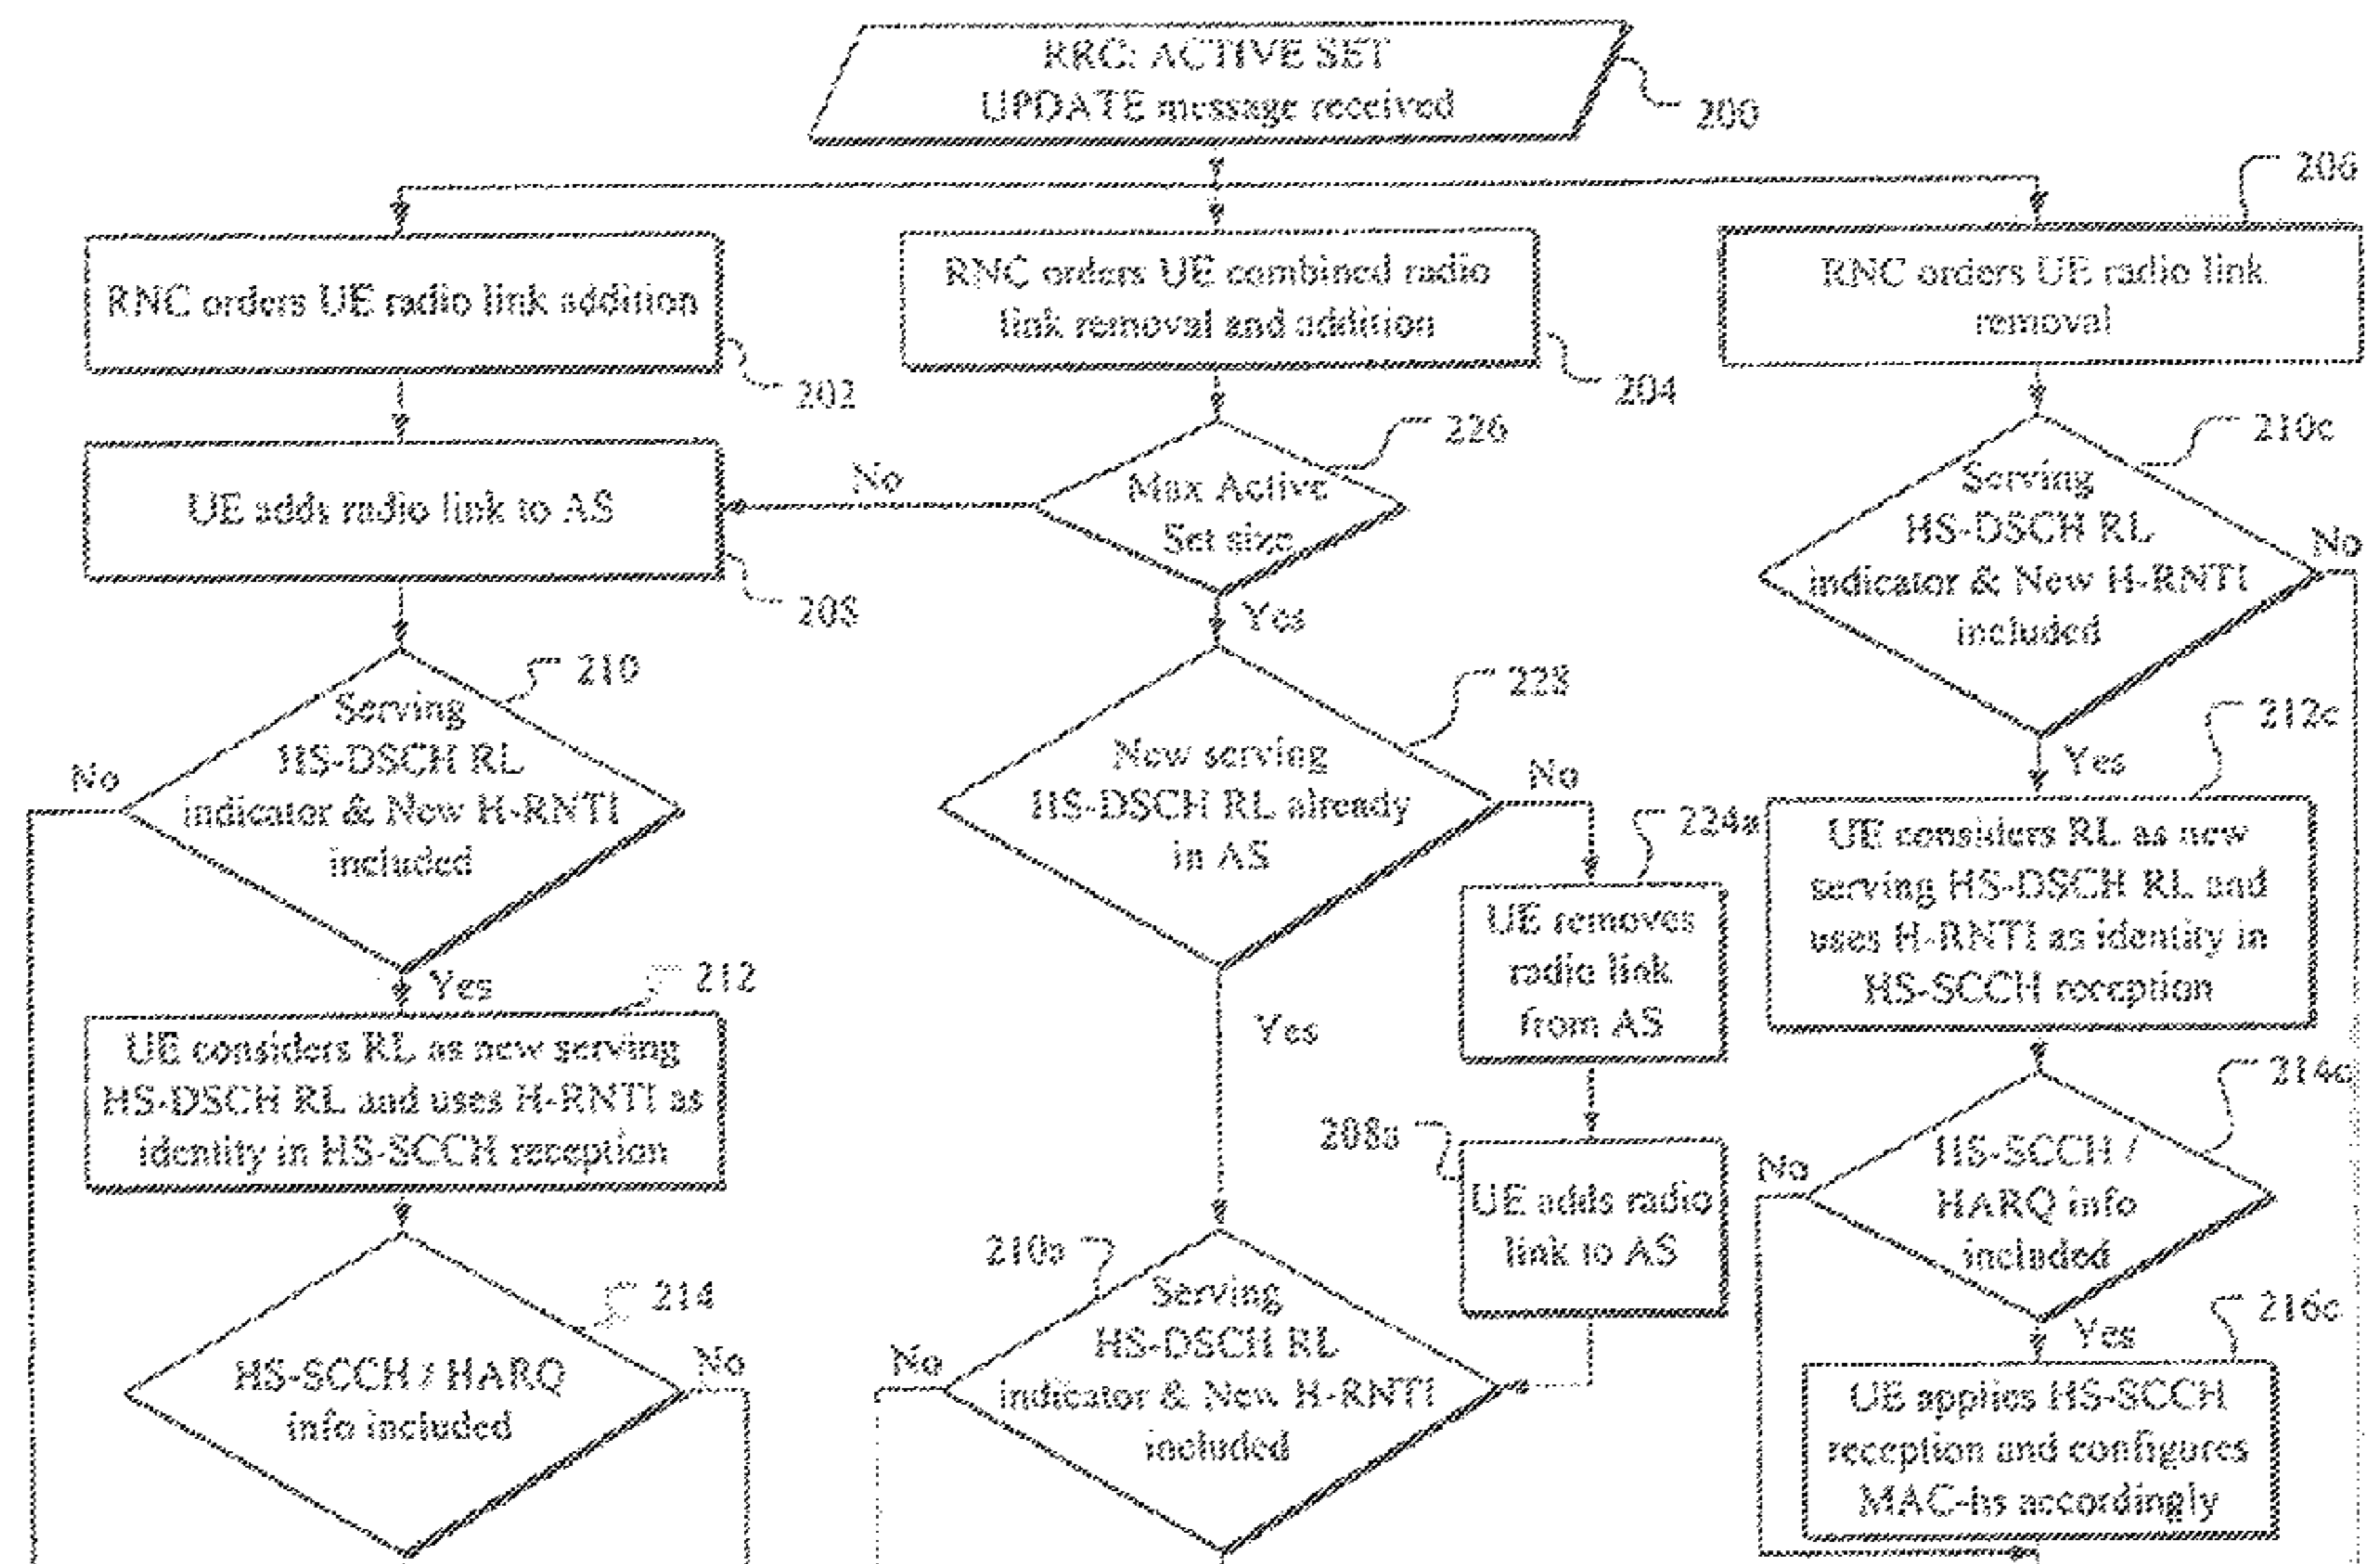 RRC: ACTIVE SET
UPDATE message received
200
206
RNC orders UE radio link addition
202
RNC orders UE combined radio
link removal and addition
204
RNC orders UE radio link
removal
UE adds radio link to AS
208
No
Max Active
Set size
226
Yes
Serving
HS-DSCH RL
indicator & New H-RNTI
included
210c
No
Yes
Serving
HS-DSCH RL
indicator & New H-RNTI
included
210
No
Yes
New serving
HS-DSCH RL already
in AS
228
No
Yes
212c
UE considers RL as new
serving HS-DSCH RL and
uses H-RNTI as identity in
HS-SCCH reception
224a
UE removes
radio link
from AS
212
UE considers RL as new serving
HS-DSCH RL and uses H-RNTI as
identity in HS-SCCH reception
208a
UE adds radio
link to AS
214c
HS-SCCH /
HARQ info
included
No
Yes
214
HS-SCCH / HARQ
info included
No
Serving
HS-DSCH RL
indicator & New H-RNTI
included
No
216c
UE applies HS-SCCH
reception and configures
MAC-hs accordingly